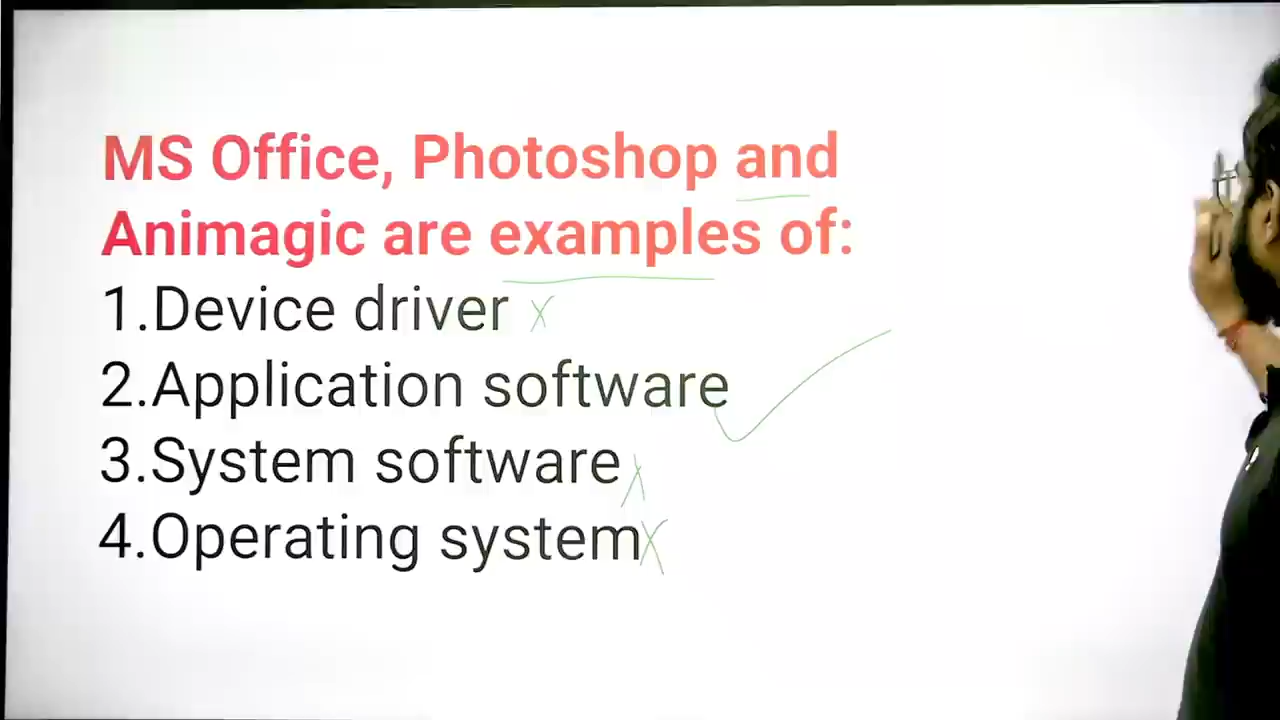 MS Office, Photoshop and
Animagic are examples of:
1.Device driver x
2.Application software
3.System software x
4.Operating system x